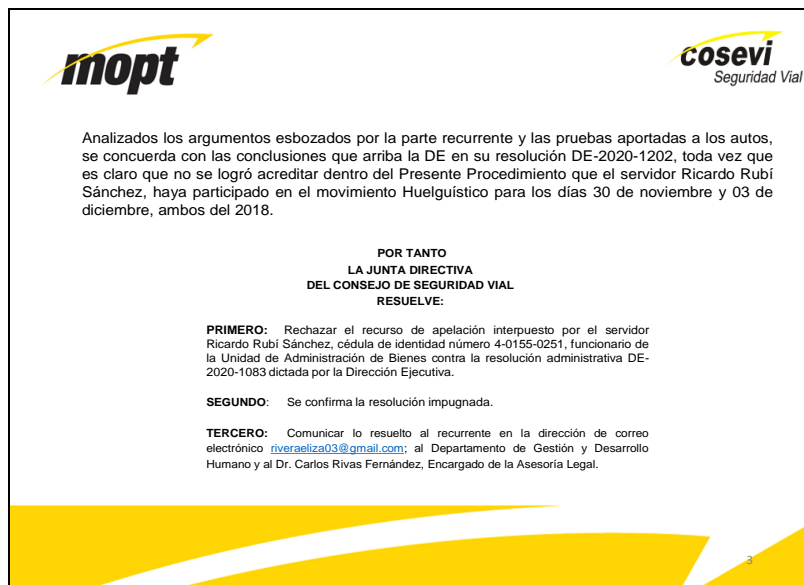 mopt
cosevi
Seguridad Vial
Analizados los argumentos esbozados por la parte recurrente y las pruebas aportadas a los autos,
se concuerda con las conclusiones que arriba la DE en su resolución DE-2020-1202, toda vez que
es claro que no se logró acreditar dentro del Presente Procedimiento que el servidor Ricardo Rubí
Sánchez, haya participado en el movimiento Huelguístico para los días 30 de noviembre y 03 de
diciembre, ambos del 2018.
POR TANTO
LA JUNTA DIRECTIVA
DEL CONSEJO DE SEGURIDAD VIAL
RESUELVE:
PRIMERO: Rechazar el recurso de apelación interpuesto por el servidor
Ricardo Rubí Sánchez, cédula de identidad número 4-0155-0251, funcionario de
la Unidad de Administración de Bienes contra la resolución administrativa DE-
2020-1083 dictada por la Dirección Ejecutiva.
SEGUNDO: Se confirma la resolución impugnada.
TERCERO: Comunicar lo resuelto al recurrente en la dirección de correo
electrónico riveraeliza03@gmail.com; al Departamento de Gestión y Desarrollo
Humano y al Dr. Carlos Rivas Fernández, Encargado de la Asesoría Legal.
3